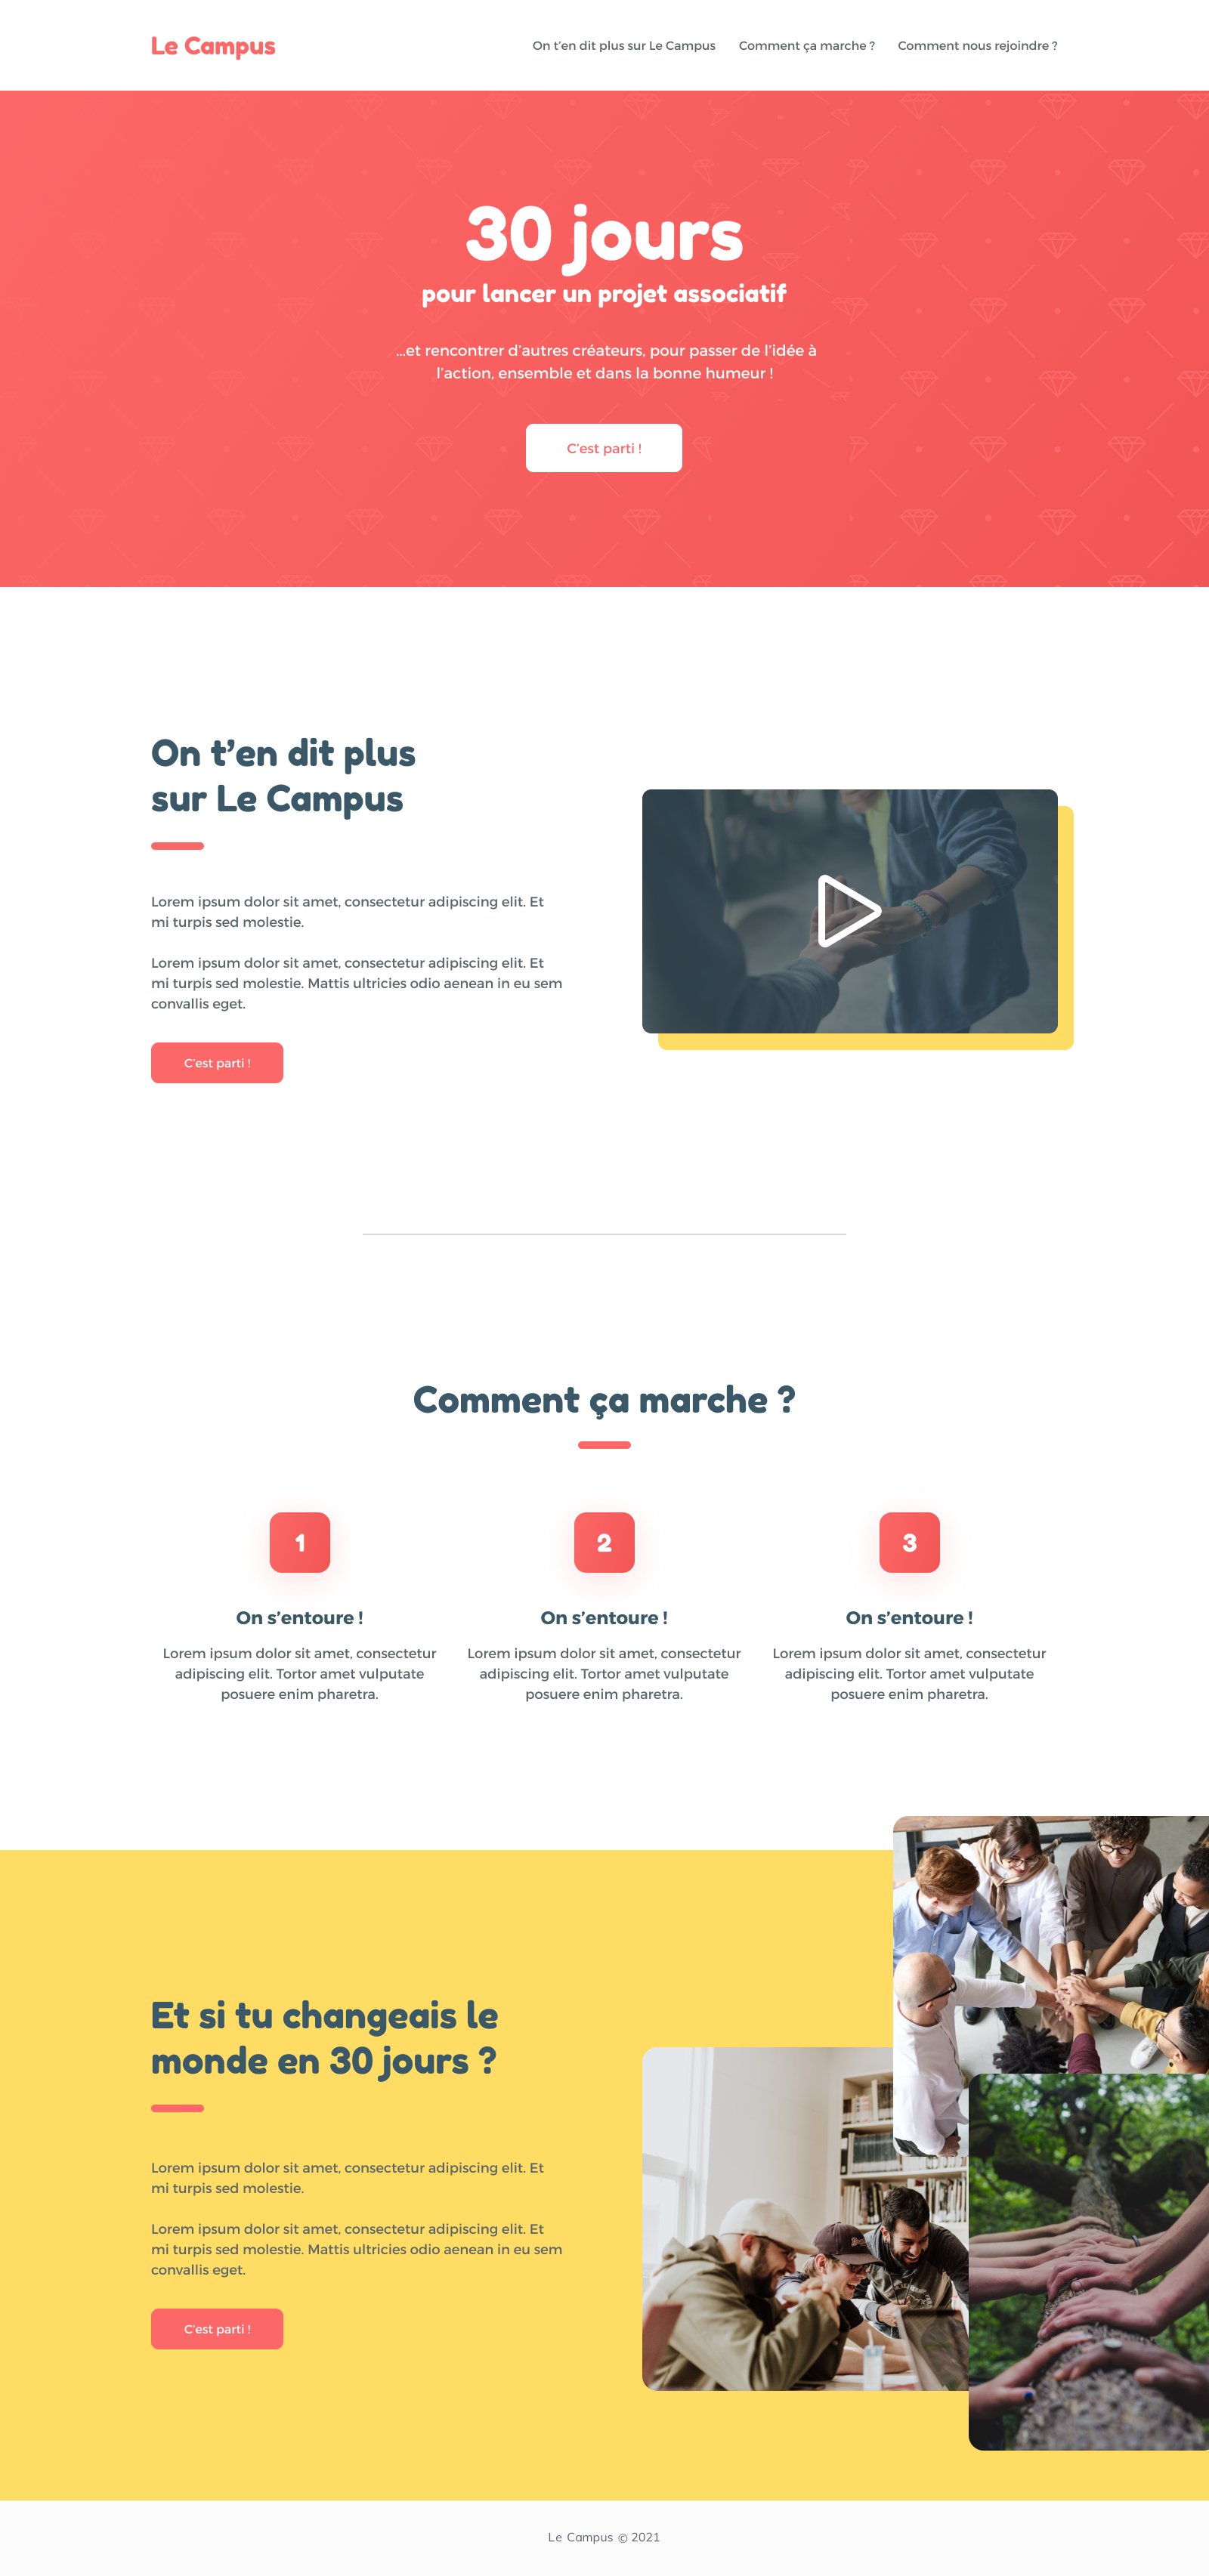 Le Campus
On t’en dit plus sur Le Campus
Comment ça marche ?
Comment nous rejoindre ?
30 jours
pour lancer un projet associatif
...et rencontrer d’autres créateurs, pour passer de l’idée à
l’action, ensemble et dans la bonne humeur !
C’est parti !
On t’en dit plus
sur Le Campus
Lorem ipsum dolor sit amet, consectetur adipiscing elit. Et
mi turpis sed molestie.
Lorem ipsum dolor sit amet, consectetur adipiscing elit. Et
mi turpis sed molestie. Mattis ultricies odio aenean in eu sem
convallis eget.
C’est parti !
Comment ça marche ?
1
On s’entoure !
Lorem ipsum dolor sit amet, consectetur
adipiscing elit. Tortor amet vulputate
posuere enim pharetra.
2
On s’entoure !
Lorem ipsum dolor sit amet, consectetur
adipiscing elit. Tortor amet vulputate
posuere enim pharetra.
3
On s’entoure !
Lorem ipsum dolor sit amet, consectetur
adipiscing elit. Tortor amet vulputate
posuere enim pharetra.
Et si tu changeais le
monde en 30 jours ?
Lorem ipsum dolor sit amet, consectetur adipiscing elit. Et
mi turpis sed molestie.
Lorem ipsum dolor sit amet, consectetur adipiscing elit. Et
mi turpis sed molestie. Mattis ultricies odio aenean in eu sem
convallis eget.
C’est parti !
Le Campus © 2021